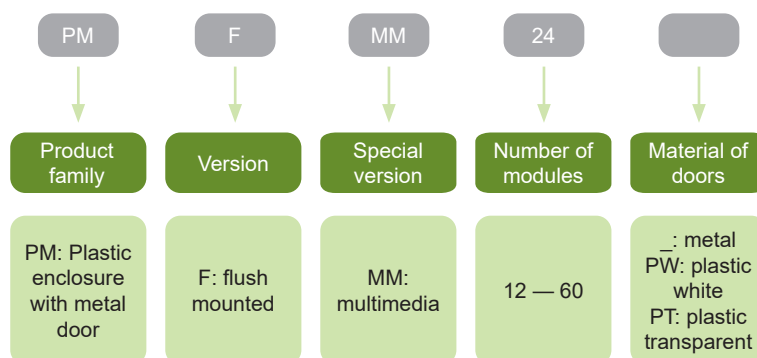 PM
F
MM
24
Product
family
Version
Special
version
Number of
modules
Material of
doors
PM: Plastic
enclosure
with metal
door
F: flush
mounted
MM:
multimedia
12 — 60
_: metal
PW: plastic
white
PT: plastic
transparent